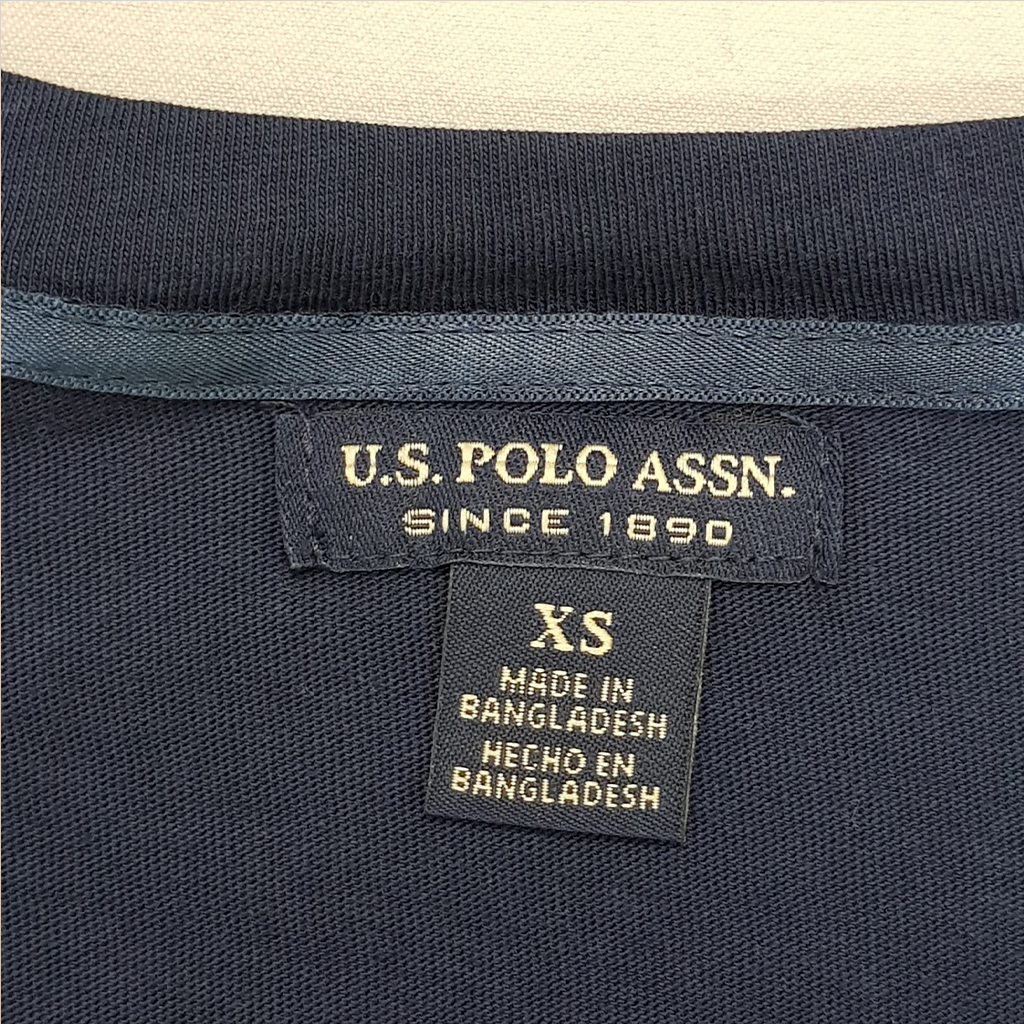 U.S. POLO ASSN.
SINCE 1890
XS
MADE IN
BANGLADESH
HECHO EN
BANGLADESH